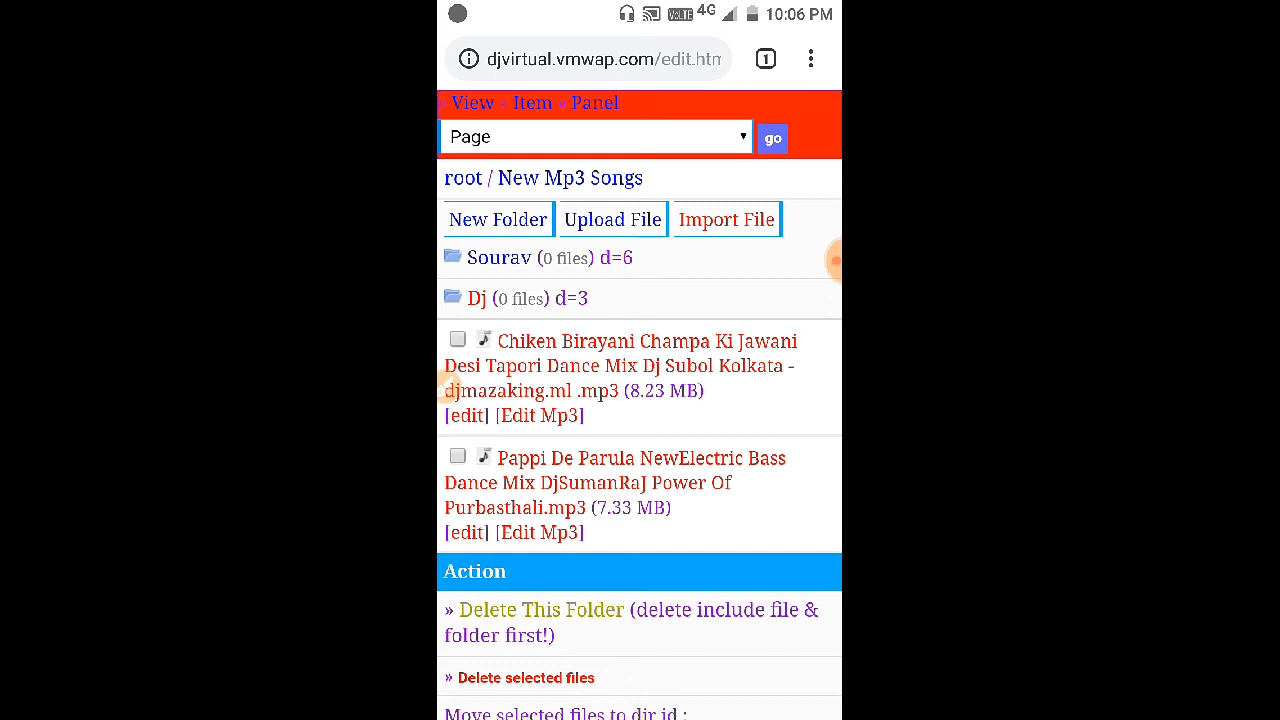 4G 10:06 PM
djvirtual.vmwap.com/edit.htm
1
» View » Item » Panel
Page go
root / New Mp3 Songs
New Folder Upload File Import File
Sourav (0 files) d=6
Dj (0 files) d=3
Chiken Birayani Champa Ki Jawani
Desi Tapori Dance Mix Dj Subol Kolkata -
djmazaking.ml .mp3 (8.23 MB)
[edit] [Edit Mp3]
Pappi De Parula NewElectric Bass
Dance Mix DjSumanRaJ Power Of
Purbasthali.mp3 (7.33 MB)
[edit] [Edit Mp3]
Action
» Delete This Folder (delete include file &
folder first!)
» Delete selected files
Move selected files to dir id :